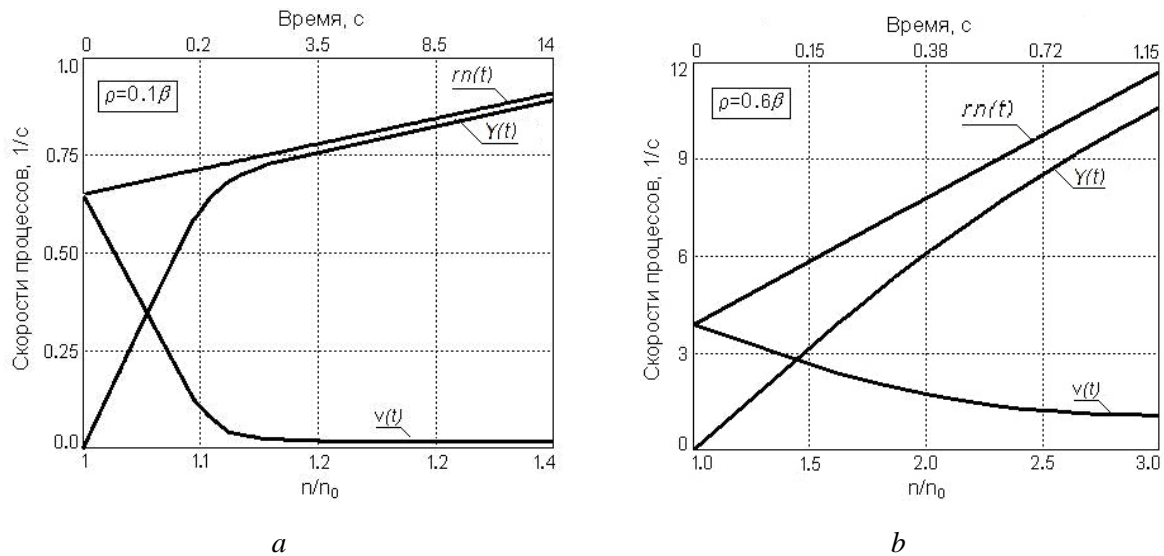 Время, с
0 0.2 3.5 8.5 14
1.0
ρ=0.1β
rn(t)
Y(t)
0.75
0.50
0.25
0.0
Скорости процессов, 1/с
v(t)
1 1.1 1.2 1.2 1.4
n/n₀
a
Время, с
0 0.15 0.38 0.72 1.15
12
ρ=0.6β
rn(t)
Y(t)
9
6
3
0
Скорости процессов, 1/с
v(t)
1.0 1.5 2.0 2.5 3.0
n/n₀
b